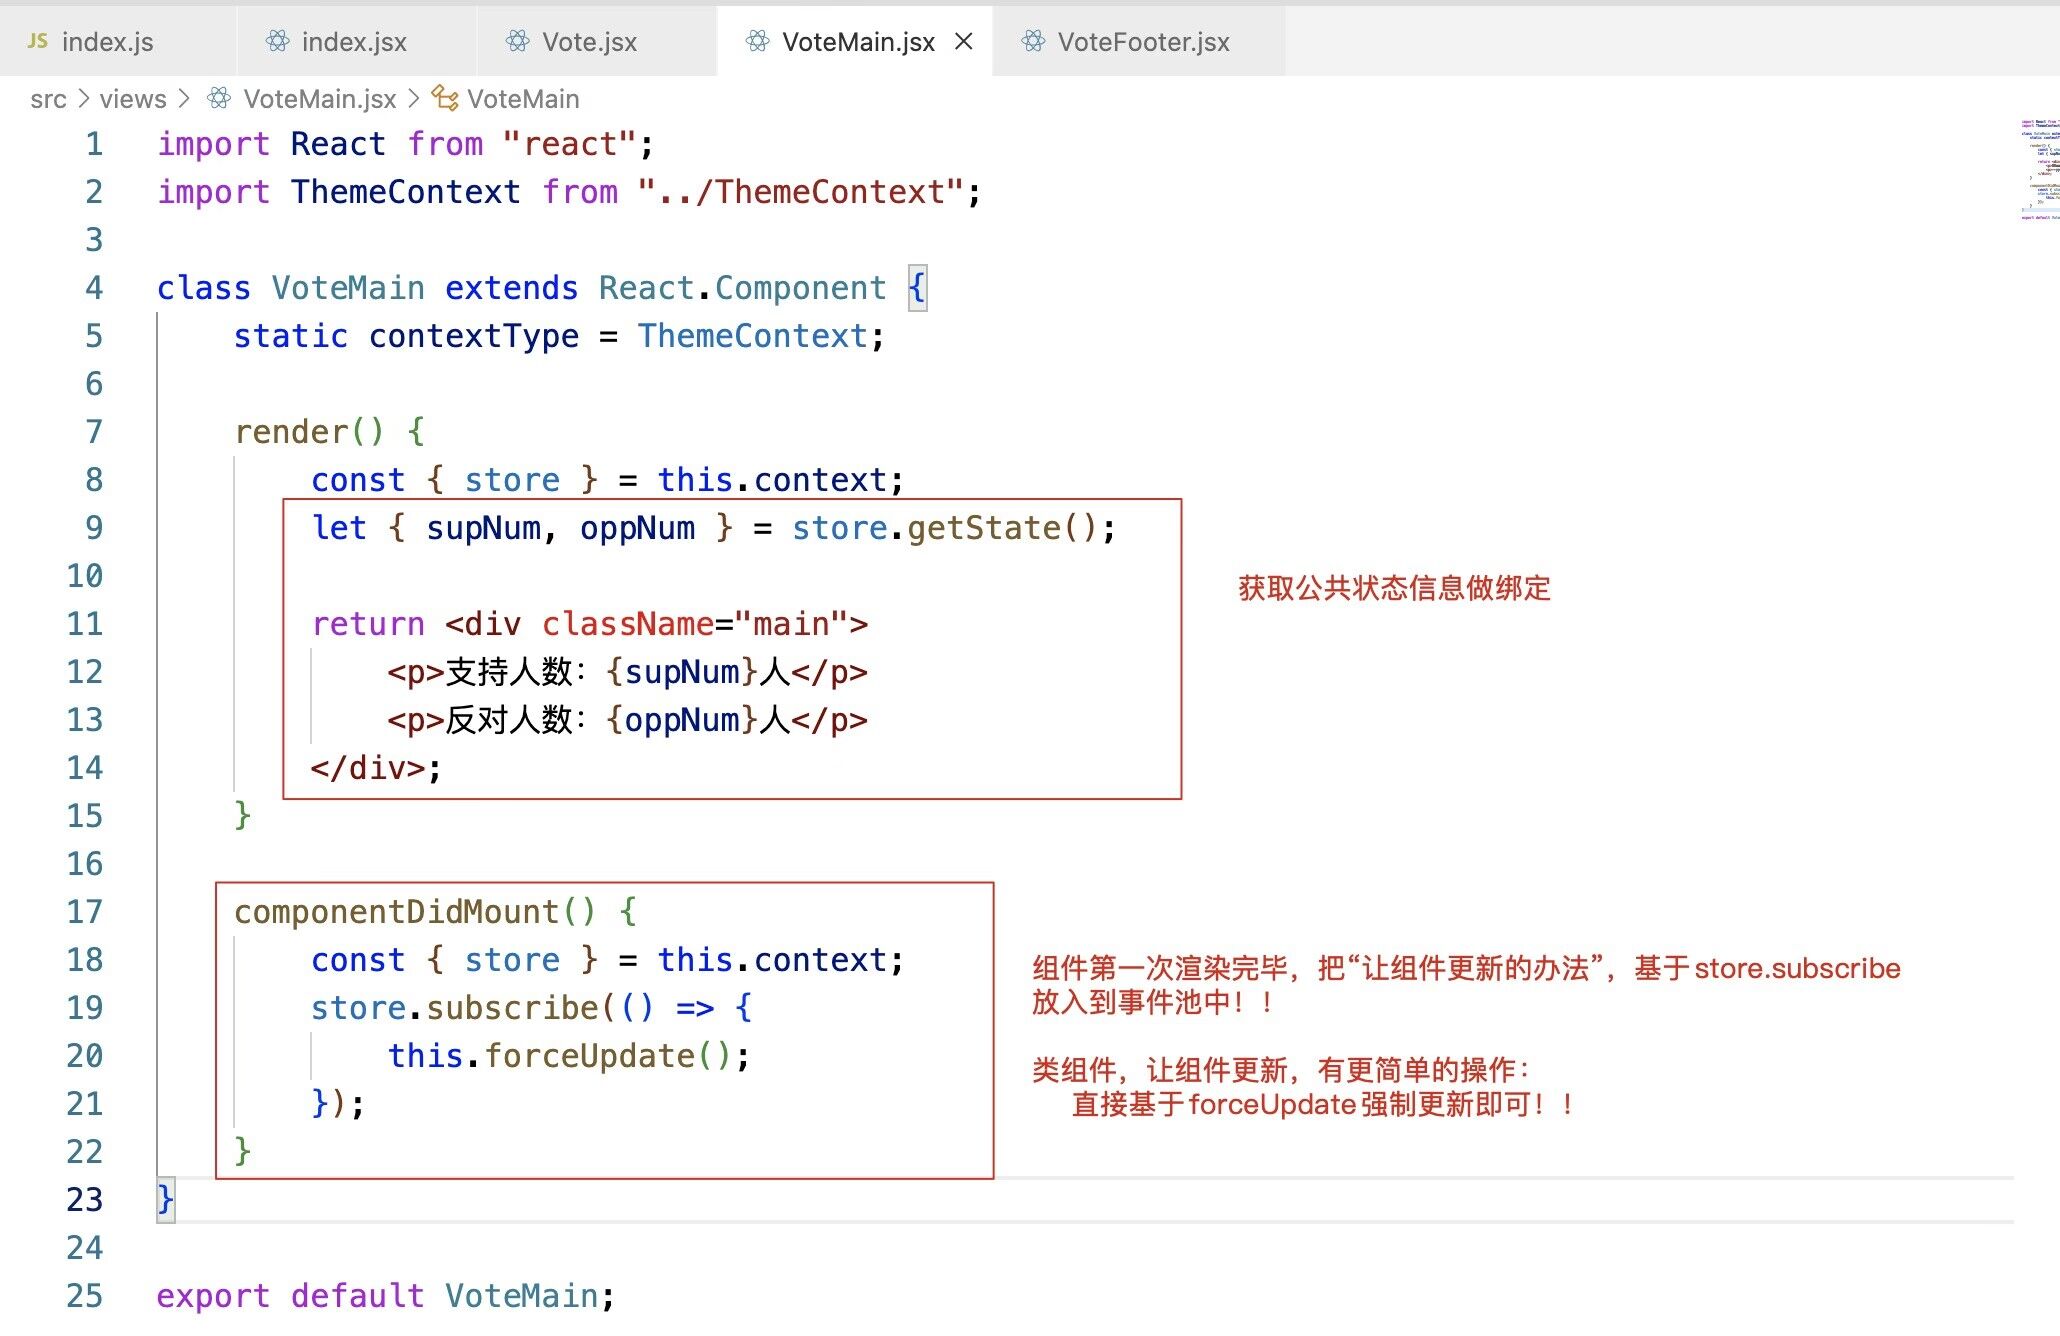 JS index.js
index.jsx
Vote.jsx
VoteMain.jsx
VoteFooter.jsx
src > views > VoteMain.jsx > VoteMain
1 import React from "react";
2 import ThemeContext from "../ThemeContext";
3
4 class VoteMain extends React.Component {
5 static contextType = ThemeContext;
6
7 render() {
8 const { store } = this.context;
9 let { supNum, oppNum } = store.getState();
10
11 return <div className="main">
12 <p>支持人数：{supNum}人</p>
13 <p>反对人数：{oppNum}人</p>
14 </div>;
15 }
16
获取公共状态信息做绑定
17 componentDidMount() {
18 const { store } = this.context;
19 store.subscribe(() => {
20 this.forceUpdate();
21 });
22 }
23 }
24
25 export default VoteMain;
组件第一次渲染完毕，把“让组件更新的办法”，基于store.subscribe
放入到事件池中！！
类组件，让组件更新，有更简单的操作：
直接基于forceUpdate强制更新即可！！